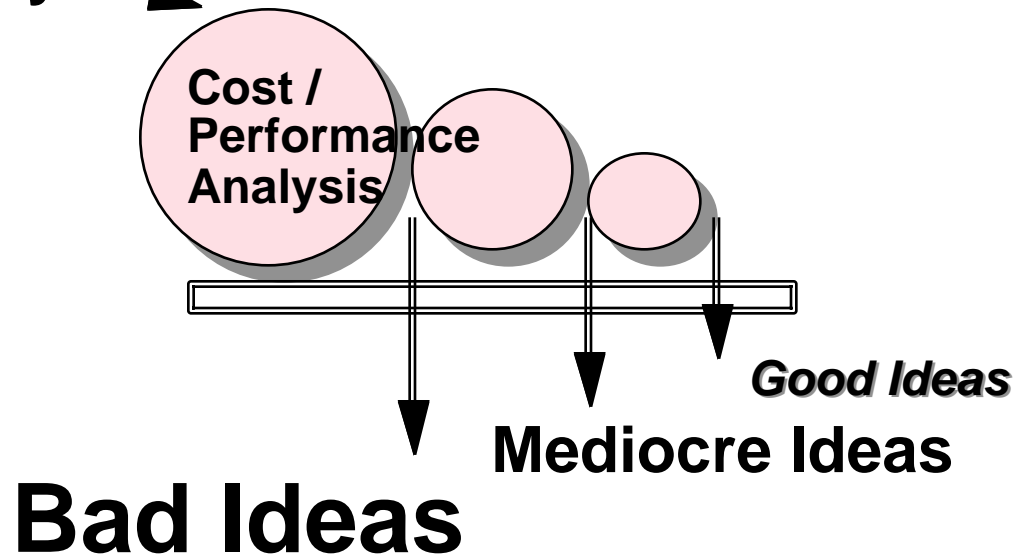 Cost /
Performance
Analysis
Good Ideas
Mediocre Ideas
Bad Ideas